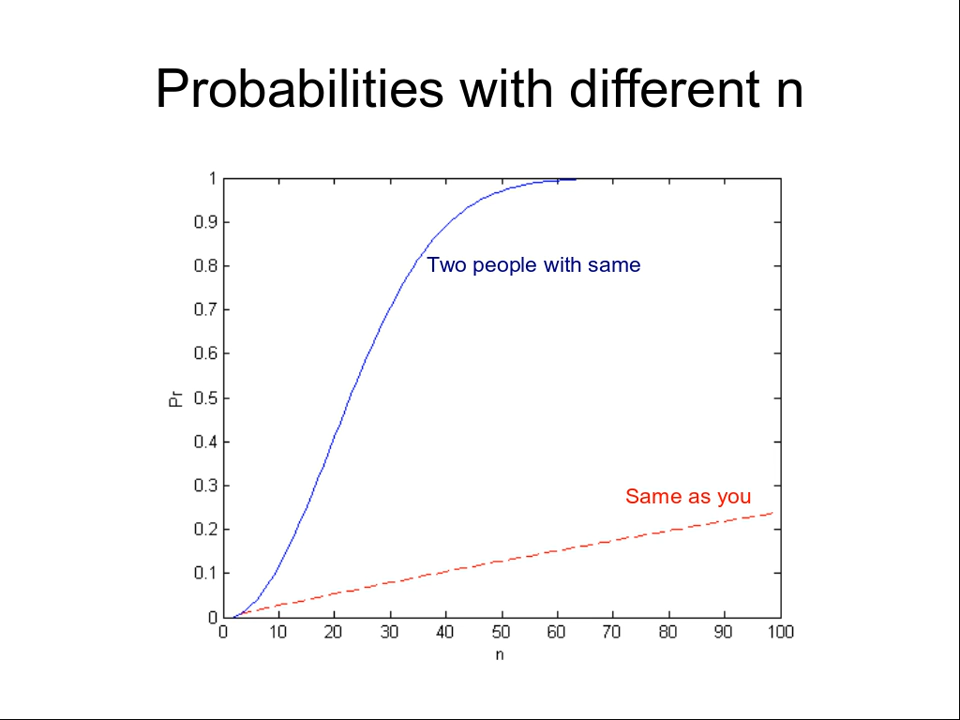 Probabilities with different n
1
0.9
0.8
0.7
0.6
0.5
0.4
0.3
0.2
0.1
0
Pr
Two people with same
Same as you
0 10 20 30 40 50 60 70 80 90 100
n